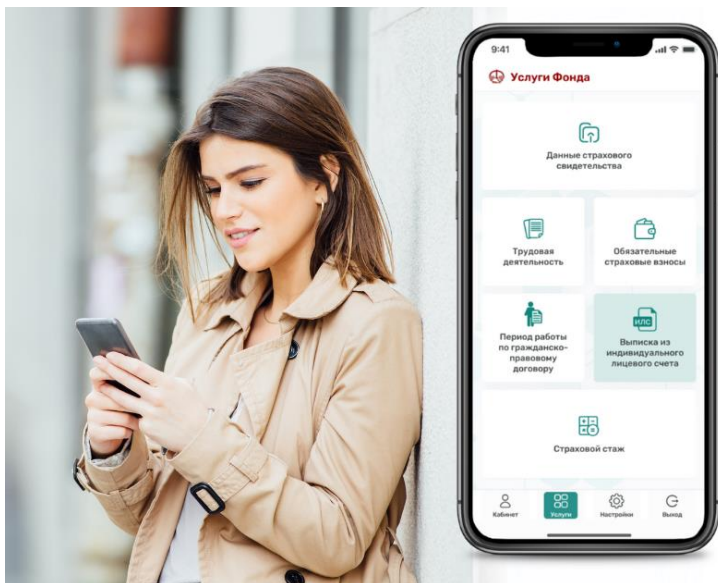 9:41
Услуги Фонда
Данные страхового
свидетельства
Трудовая
деятельность
Обязательные
страховые взносы
Период работы
по гражданско-
правовому
договору
ИЛС
Выписка из
индивидуального
лицевого счета
Страховой стаж
Кабинет
Услуги
Настройки
Выход